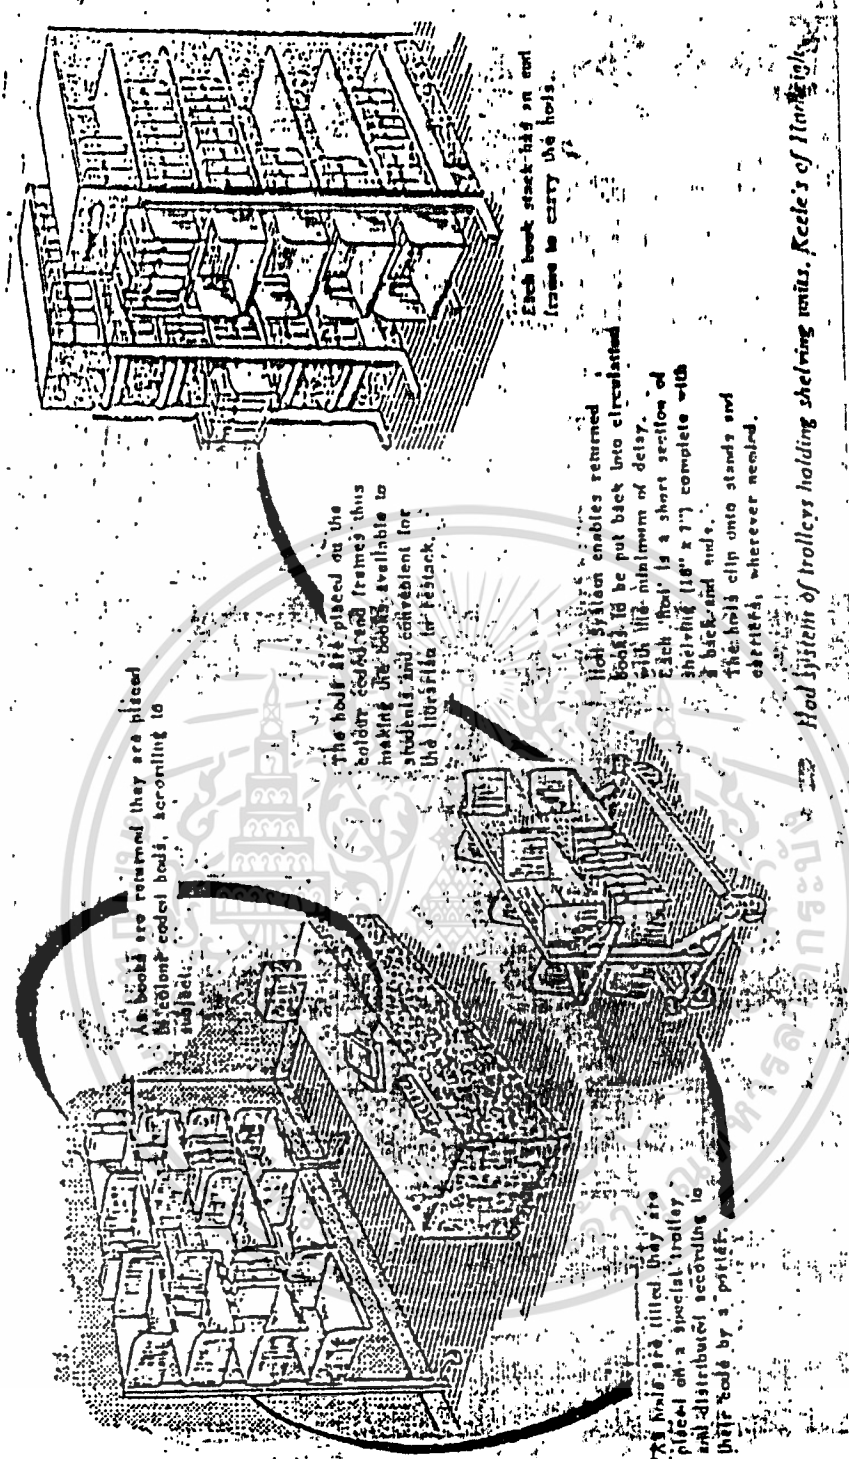 As books are returned they are placed
in colour coded hods, according to
subject.
The hods are placed on the
colour coded end frames thus
making the books available to
students and convenient for
the librarian to restack.
Each book stack has an end
frame to carry the hods.
As hods are filled they are
placed on a special trolley
and distributed according to
their code by a porter.
Hod System enables returned
books to be put back into circulation
with the minimum of delay.
Each 'hod' is a short section of
shelving (18" x 7") complete with
a back and ends.
The hods clip onto stands and
carriers, wherever needed.
Hod system of trolleys holding shelving units, Reele's of